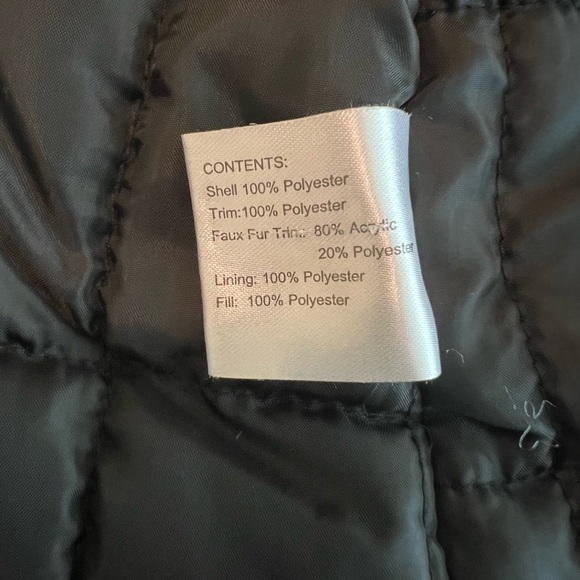 CONTENTS:
Shell 100% Polyester
Trim:100% Polyester
Faux Fur Trim: 80% Acrylic
20% Polyester
Lining: 100% Polyester
Fill: 100% Polyester